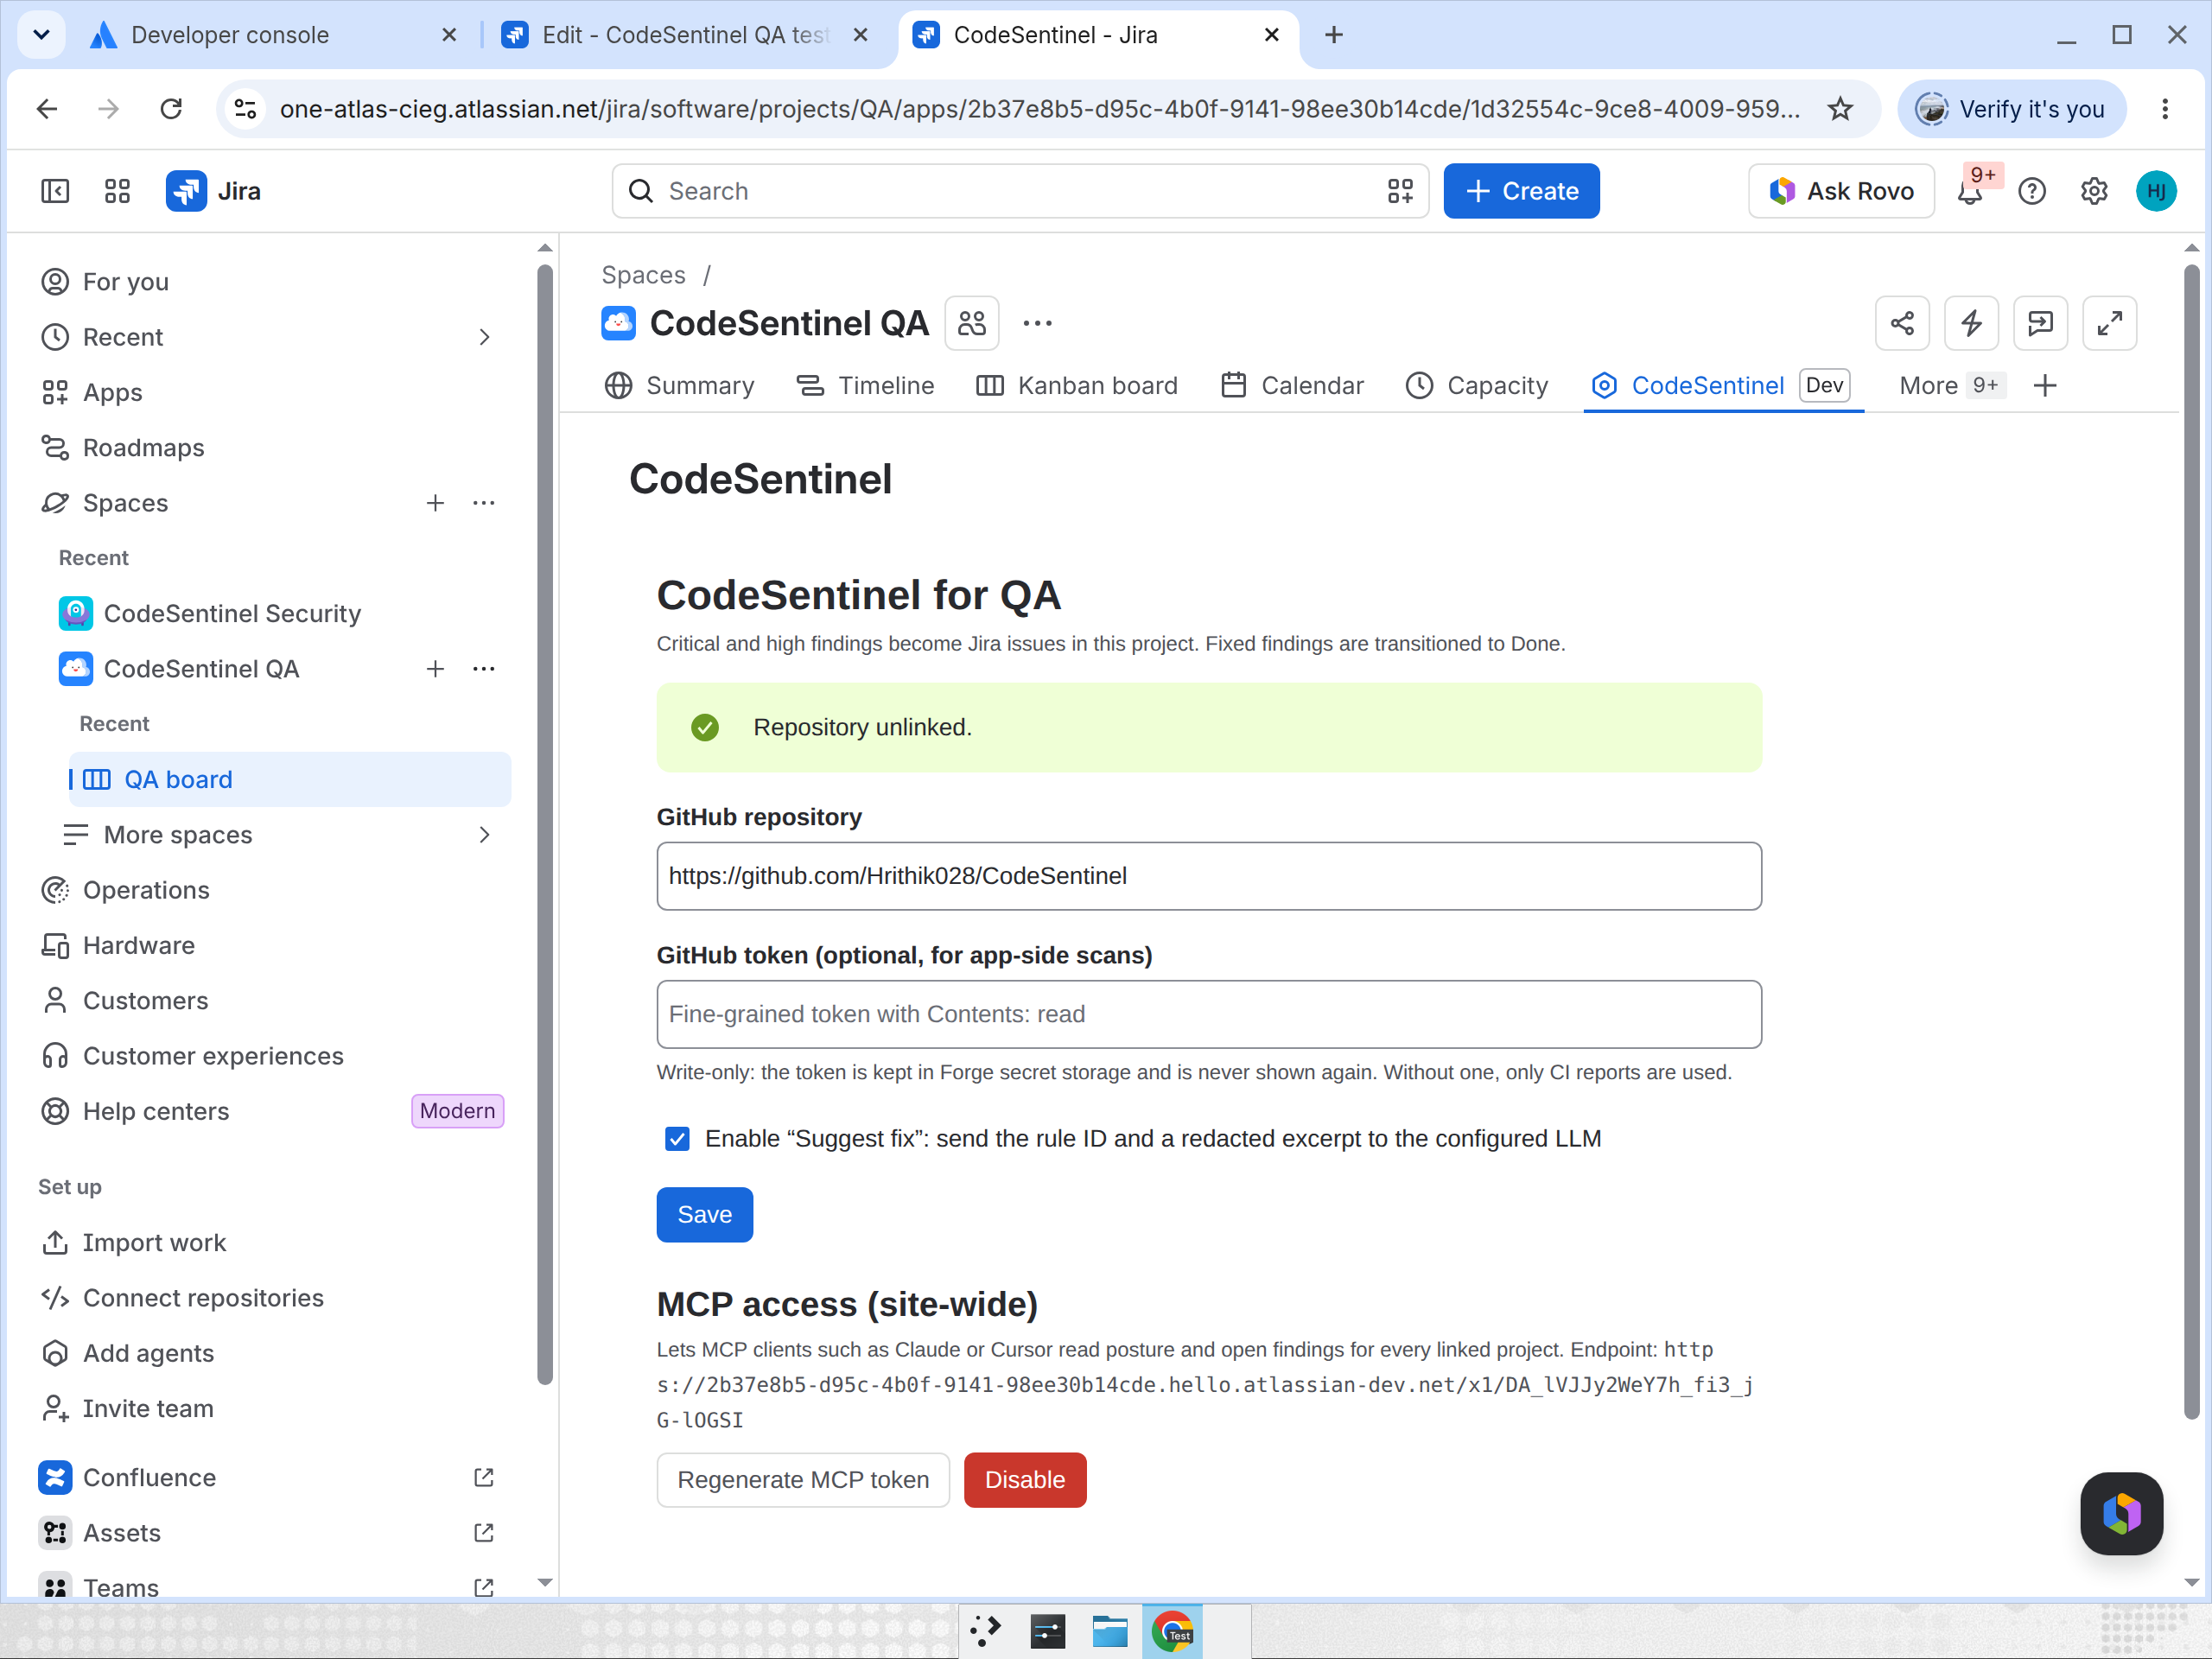 Developer console
Edit - CodeSentinel QA test
CodeSentinel - Jira
one-atlas-cieg.atlassian.net/jira/software/projects/QA/apps/2b37e8b5-d95c-4b0f-9141-98ee30b14cde/1d32554c-9ce8-4009-959...
Verify it's you
Jira
Search
Create
Ask Rovo
9+
HJ
For you
Recent
Apps
Roadmaps
Spaces
Recent
CodeSentinel Security
CodeSentinel QA
Recent
QA board
More spaces
Operations
Hardware
Customers
Customer experiences
Help centers Modern
Set up
Import work
Connect repositories
Add agents
Invite team
Confluence
Assets
Teams
Spaces /
CodeSentinel QA
Summary Timeline Kanban board Calendar Capacity CodeSentinel Dev More 9+
CodeSentinel
CodeSentinel for QA
Critical and high findings become Jira issues in this project. Fixed findings are transitioned to Done.
Repository unlinked.
GitHub repository
https://github.com/Hrithik028/CodeSentinel
GitHub token (optional, for app-side scans)
Fine-grained token with Contents: read
Write-only: the token is kept in Forge secret storage and is never shown again. Without one, only CI reports are used.
Enable “Suggest fix”: send the rule ID and a redacted excerpt to the configured LLM
Save
MCP access (site-wide)
Lets MCP clients such as Claude or Cursor read posture and open findings for every linked project. Endpoint: http
s://2b37e8b5-d95c-4b0f-9141-98ee30b14cde.hello.atlassian-dev.net/x1/DA_lVJJy2WeY7h_fi3_j
G-lOGSI
Regenerate MCP token
Disable
Test